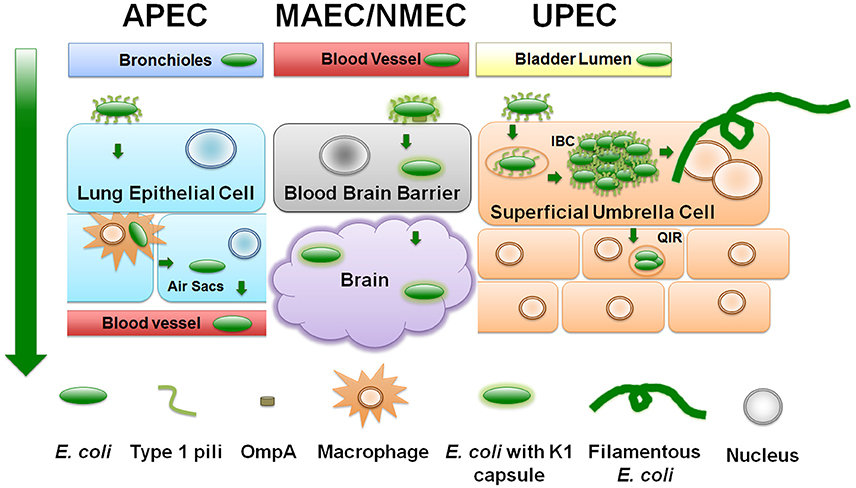 APEC
MAEC/NMEC
UPEC
Bronchioles
Blood Vessel
Bladder Lumen
IBC
Lung Epithelial Cell
Blood Brain Barrier
Superficial Umbrella Cell
QIR
Air Sacs
Brain
Blood vessel
E. coli
Type 1 pili
OmpA
Macrophage
E. coli with K1
capsule
Filamentous
E. coli
Nucleus